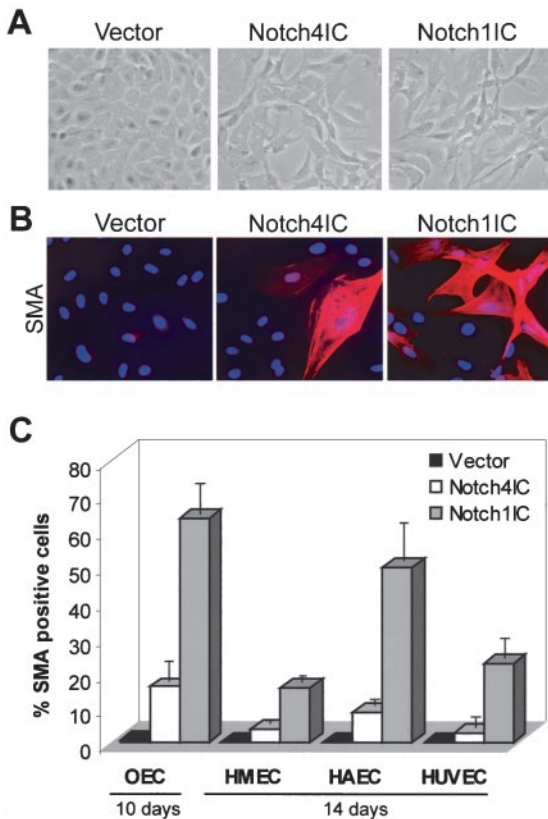 A
Vector Notch4IC Notch1IC
B
Vector Notch4IC Notch1IC
SMA
C
% SMA positive cells
80
70
60
50
40
30
20
10
0
Vector
Notch4IC
Notch1IC
OEC HMEC HAEC HUVEC
10 days 14 days